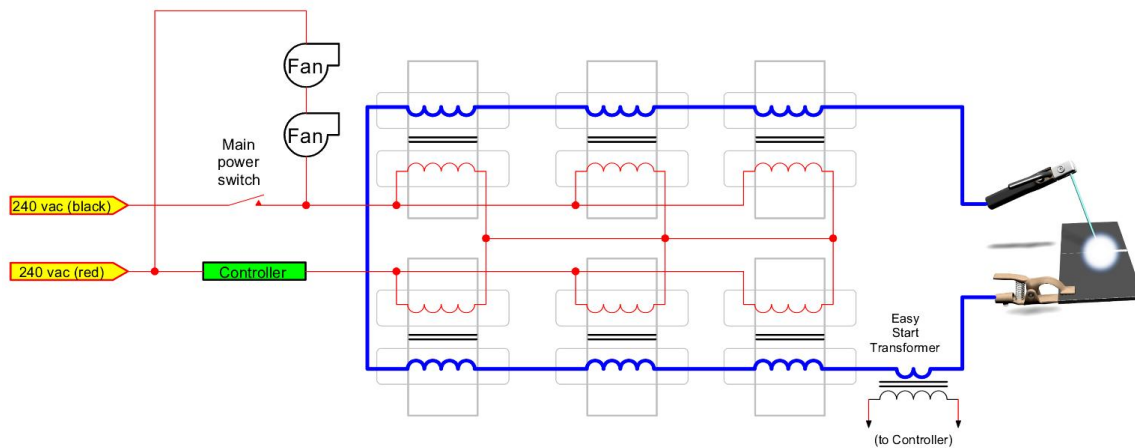 Fan
Fan
Main
power
switch
240 vac (black)
240 vac (red)
Controller
Easy
Start
Transformer
(to Controller)